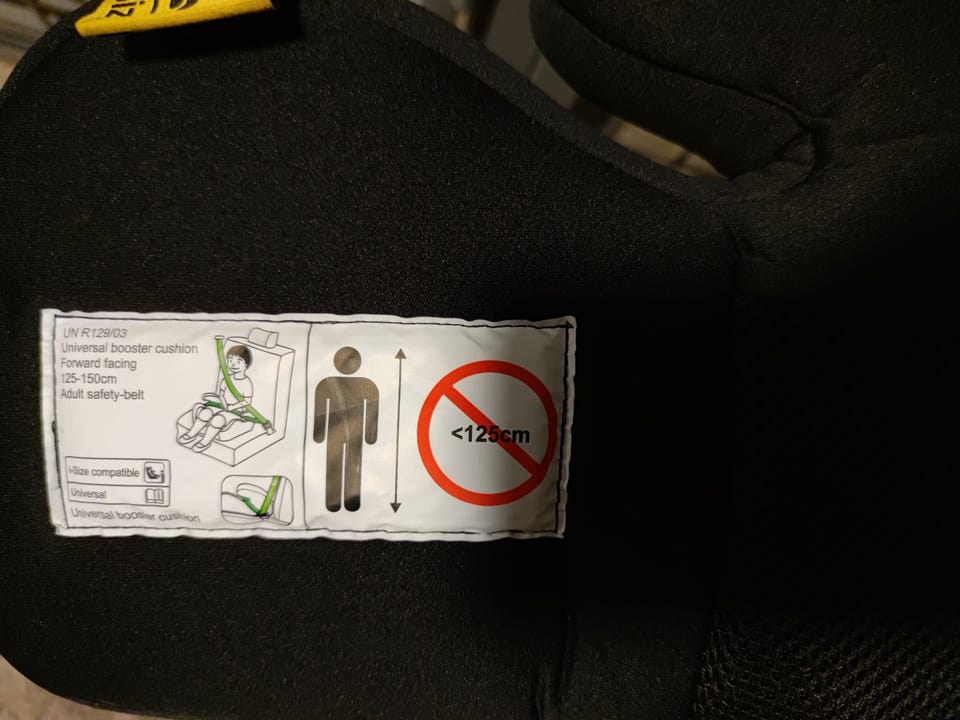 UN R129/03
Universal booster cushion
Forward facing
125-150cm
Adult safety-belt
i-Size compatible
Universal
Universal booster cushion
<125cm